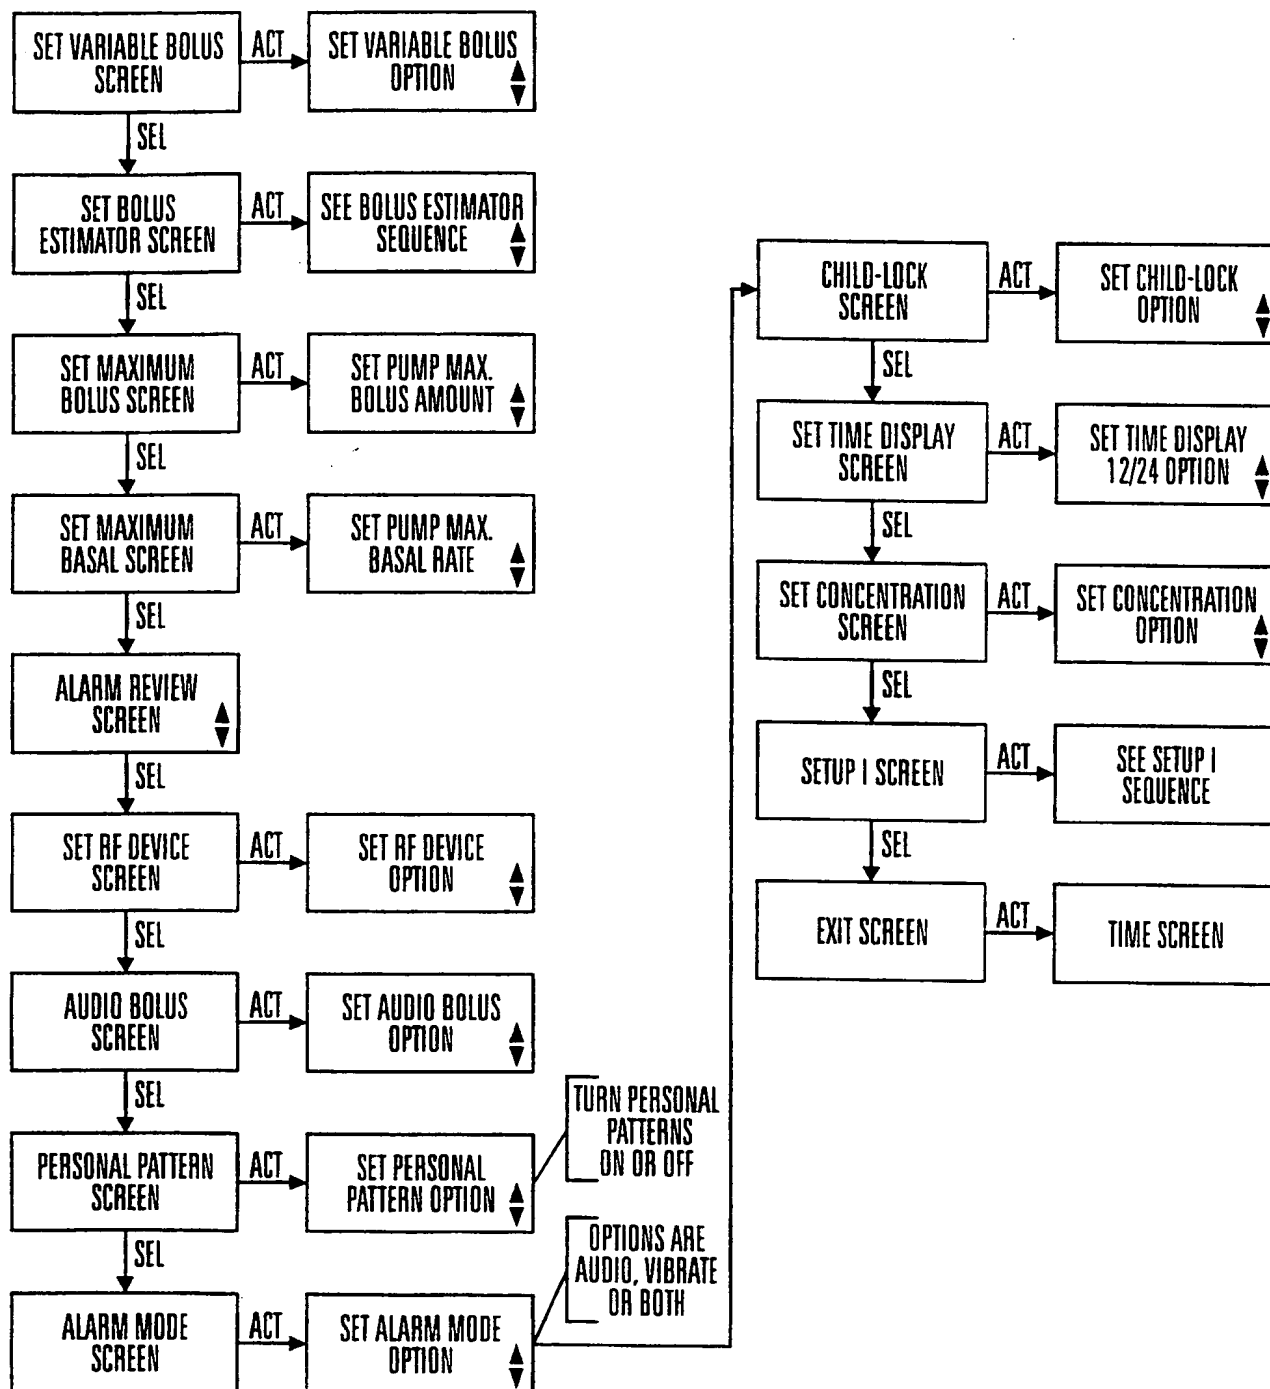 SET VARIABLE BOLUS
SCREEN
ACT
SET VARIABLE BOLUS
OPTION
SEL
SET BOLUS
ESTIMATOR SCREEN
ACT
SEE BOLUS ESTIMATOR
SEQUENCE
SEL
SET MAXIMUM
BOLUS SCREEN
ACT
SET PUMP MAX.
BOLUS AMOUNT
SEL
SET MAXIMUM
BASAL SCREEN
ACT
SET PUMP MAX.
BASAL RATE
SEL
ALARM REVIEW
SCREEN
SEL
SET RF DEVICE
SCREEN
ACT
SET RF DEVICE
OPTION
SEL
AUDIO BOLUS
SCREEN
ACT
SET AUDIO BOLUS
OPTION
SEL
PERSONAL PATTERN
SCREEN
ACT
SET PERSONAL
PATTERN OPTION
TURN PERSONAL
PATTERNS
ON OR OFF
SEL
ALARM MODE
SCREEN
ACT
SET ALARM MODE
OPTION
OPTIONS ARE
AUDIO, VIBRATE
OR BOTH
CHILD-LOCK
SCREEN
ACT
SET CHILD-LOCK
OPTION
SEL
SET TIME DISPLAY
SCREEN
ACT
SET TIME DISPLAY
12/24 OPTION
SEL
SET CONCENTRATION
SCREEN
ACT
SET CONCENTRATION
OPTION
SEL
SETUP I SCREEN
ACT
SEE SETUP I
SEQUENCE
SEL
EXIT SCREEN
ACT
TIME SCREEN